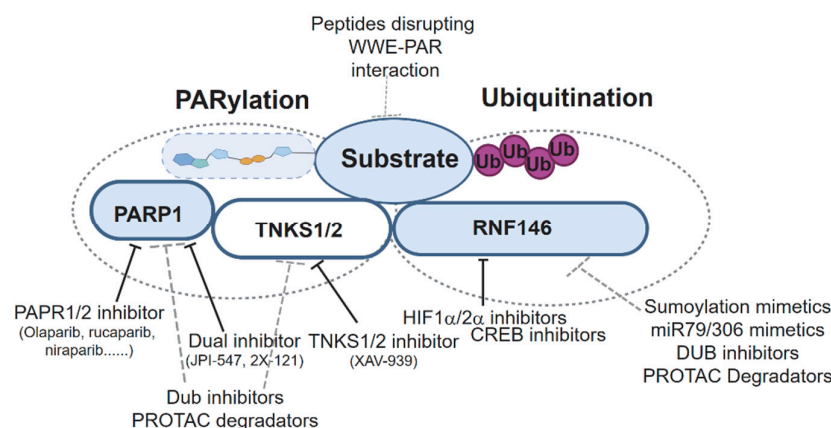 Peptides disrupting
WWE-PAR
interaction
PARylation
Ubiquitination
Substrate
Ub
Ub
Ub
Ub
PARP1
TNKS1/2
RNF146
PAPR1/2 inhibitor
(Olaparib, rucaparib,
niraparib......)
Dual inhibitor
(JPI-547, 2X-121)
TNKS1/2 inhibitor
(XAV-939)
HIF1α/2α inhibitors
CREB inhibitors
Sumoylation mimetics
miR79/306 mimetics
DUB inhibitors
PROTAC Degradators
Dub inhibitors
PROTAC degradators